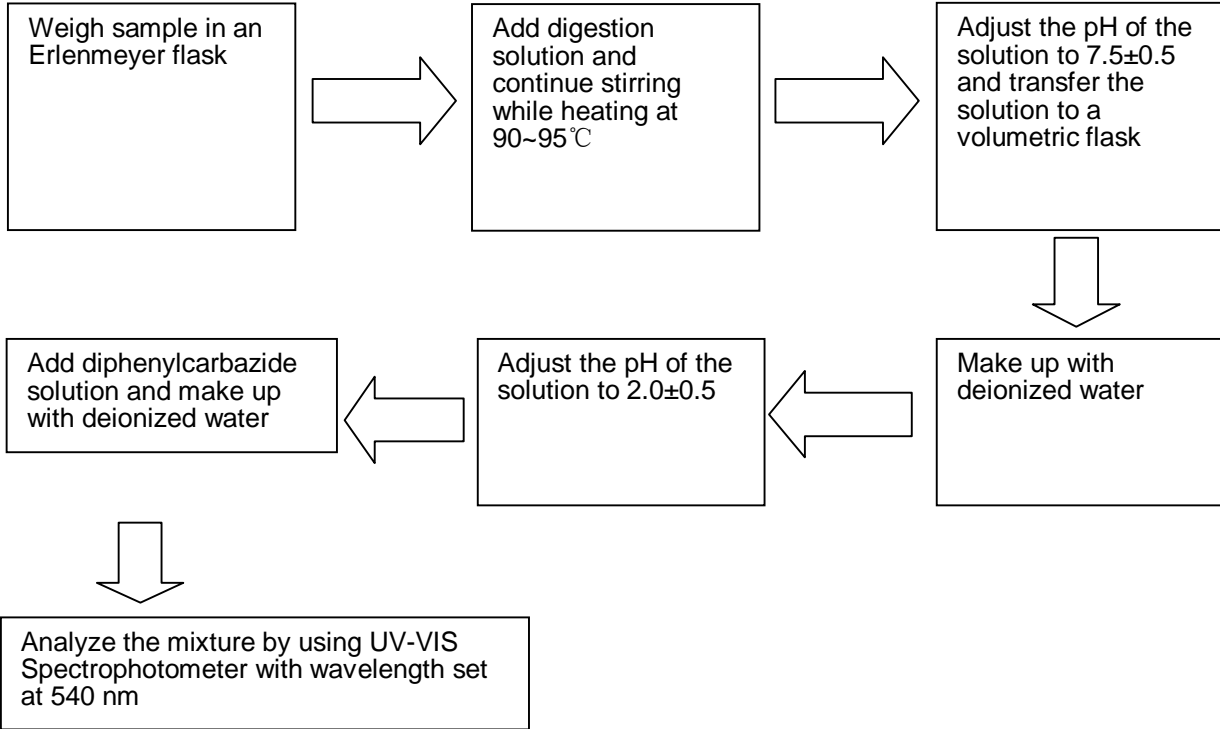 Weigh sample in an
Erlenmeyer flask
Add digestion
solution and
continue stirring
while heating at
90~95℃
Adjust the pH of the
solution to 7.5±0.5
and transfer the
solution to a
volumetric flask
Make up with
deionized water
Adjust the pH of the
solution to 2.0±0.5
Add diphenylcarbazide
solution and make up
with deionized water
Analyze the mixture by using UV-VIS
Spectrophotometer with wavelength set
at 540 nm